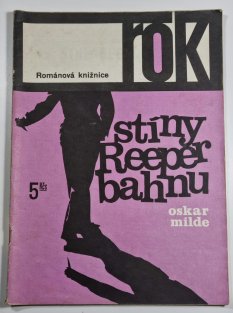 rok
Románová knižnice
stíny
Reeper
bahnu
5 Kčs
oskar
milde